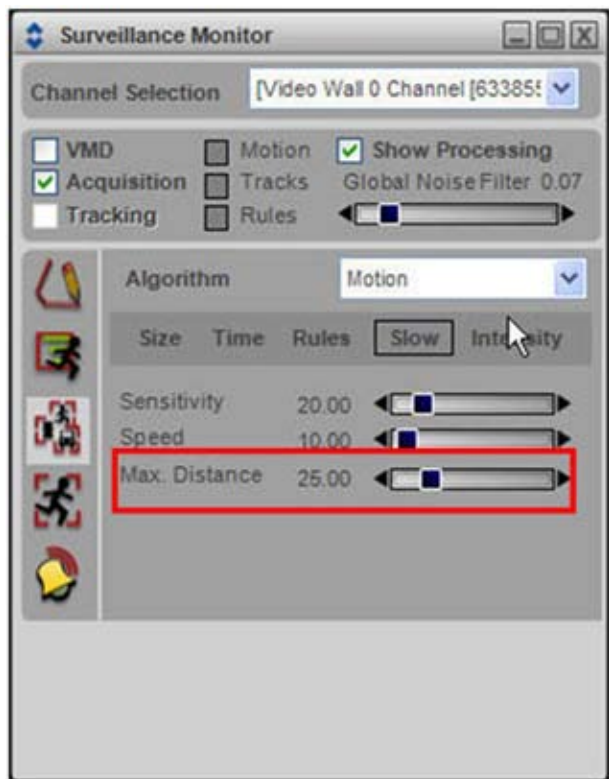 Surveillance Monitor
Channel Selection [Video Wall 0 Channel [633855
VMD Motion Show Processing
Acquisition Tracks Global Noise Filter 0.07
Tracking Rules
Algorithm Motion
Size Time Rules Slow Intensity
Sensitivity 20.00
Speed 10.00
Max. Distance 25.00